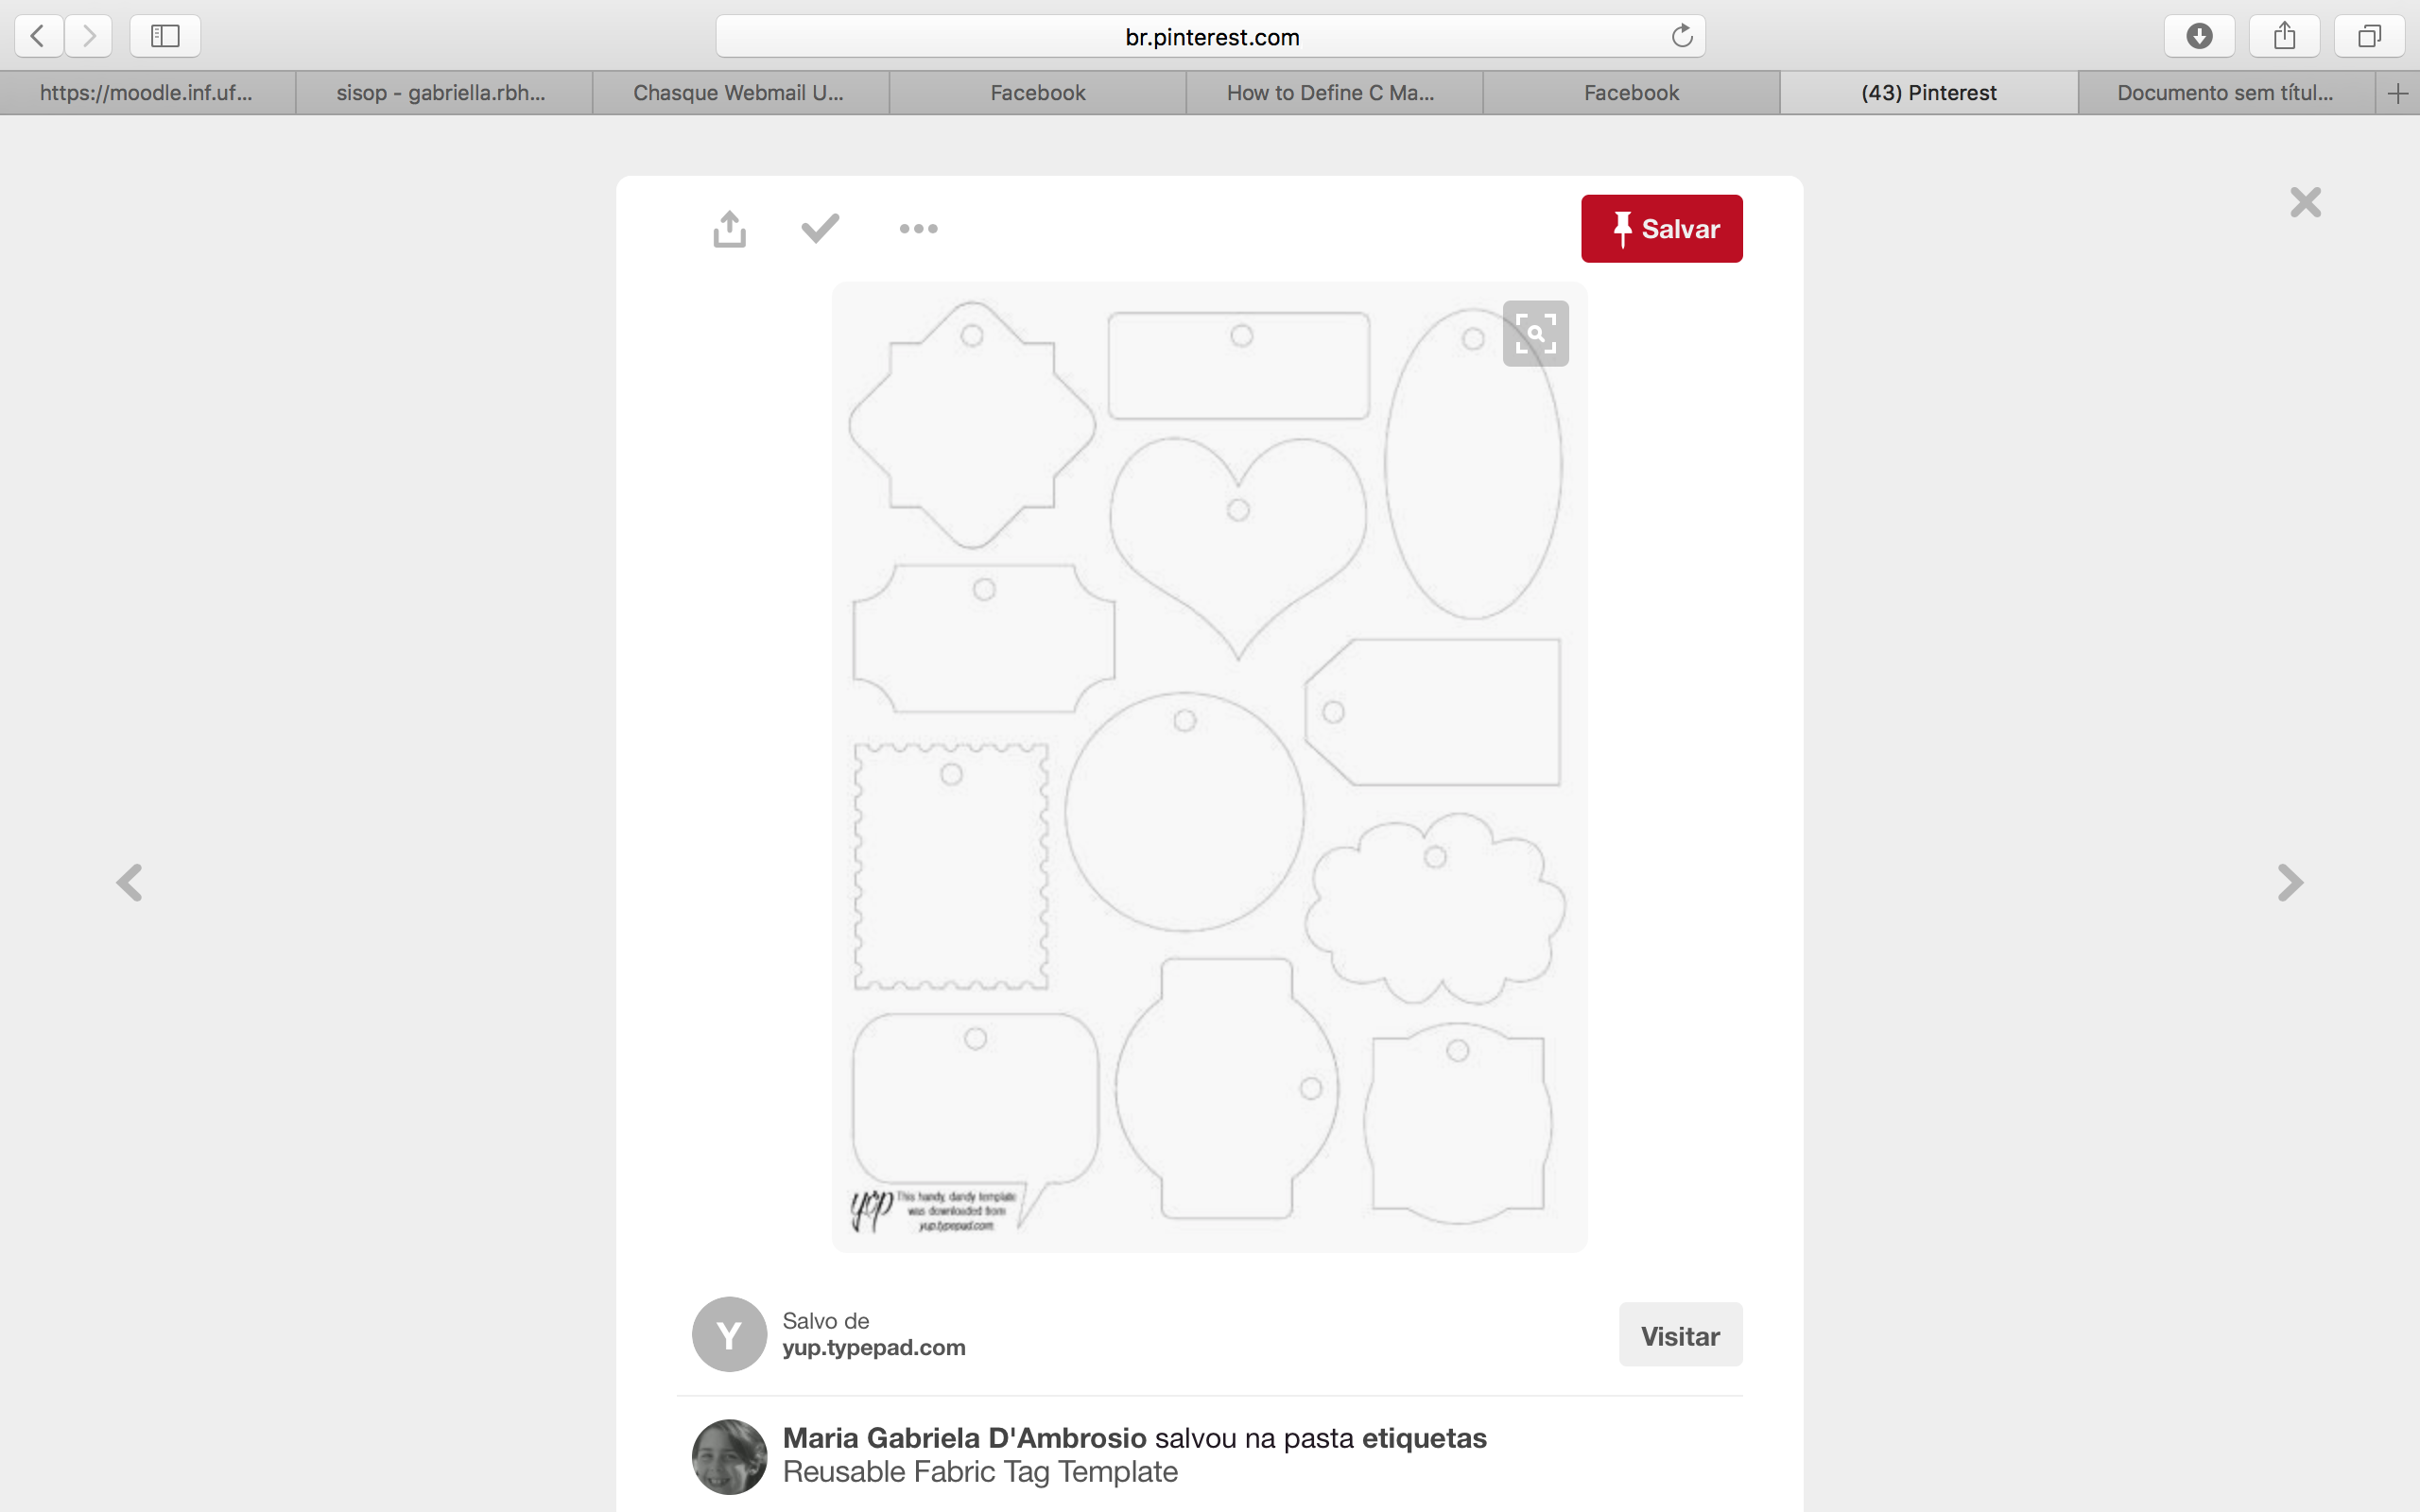 br.pinterest.com
https://moodle.inf.uf...
sisop - gabriella.rbh...
Chasque Webmail U...
Facebook
How to Define C Ma...
Facebook
(43) Pinterest
Documento sem títul...
Salvar
yup
This handy, dandy template
was downloaded from
yup.typepad.com
Y
Salvo de
yup.typepad.com
Visitar
Maria Gabriela D'Ambrosio salvou na pasta etiquetas
Reusable Fabric Tag Template